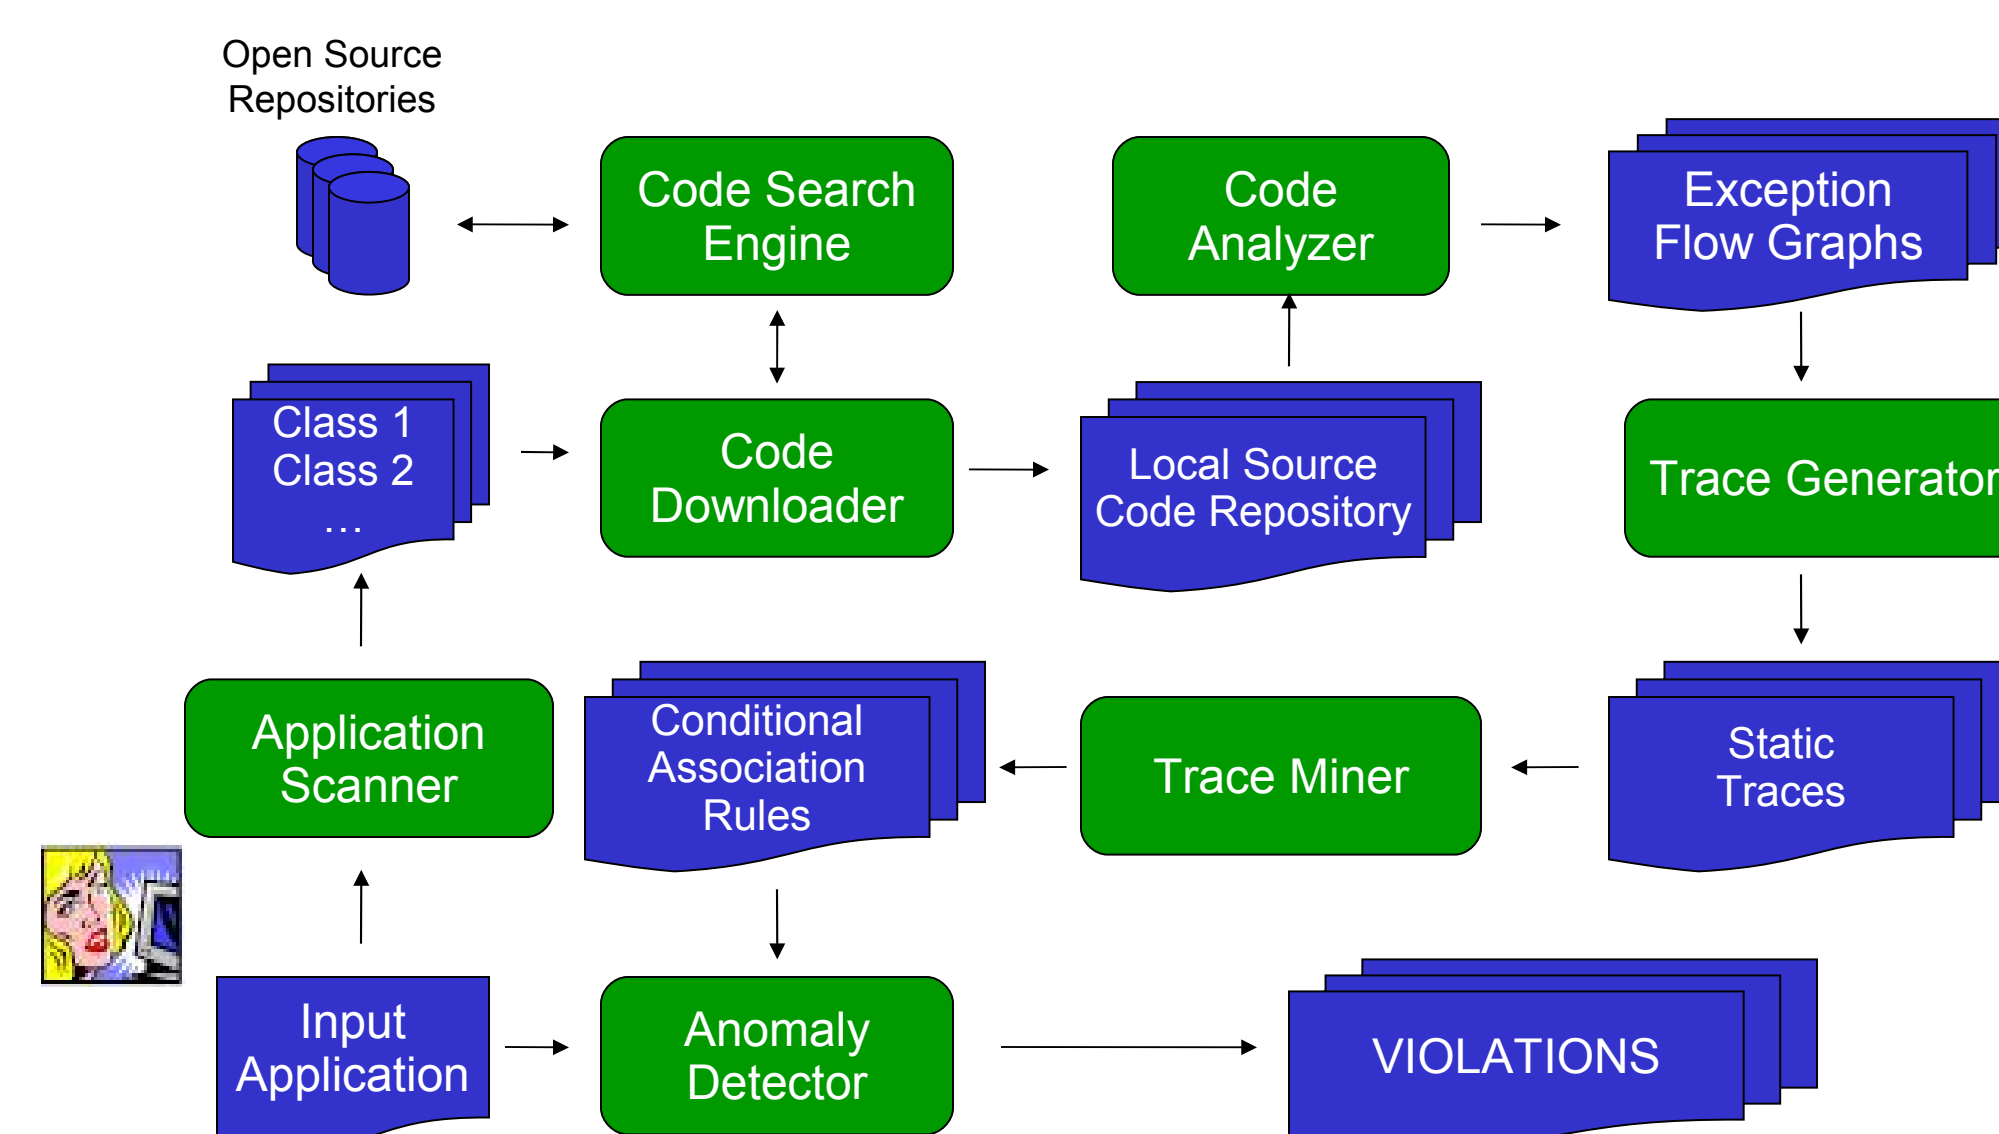 Open Source
Repositories
Code Search
Engine
Code
Analyzer
Exception
Flow Graphs
Class 1
Class 2
…
Code
Downloader
Local Source
Code Repository
Trace Generator
Application
Scanner
Conditional
Association
Rules
Trace Miner
Static
Traces
Input
Application
Anomaly
Detector
VIOLATIONS